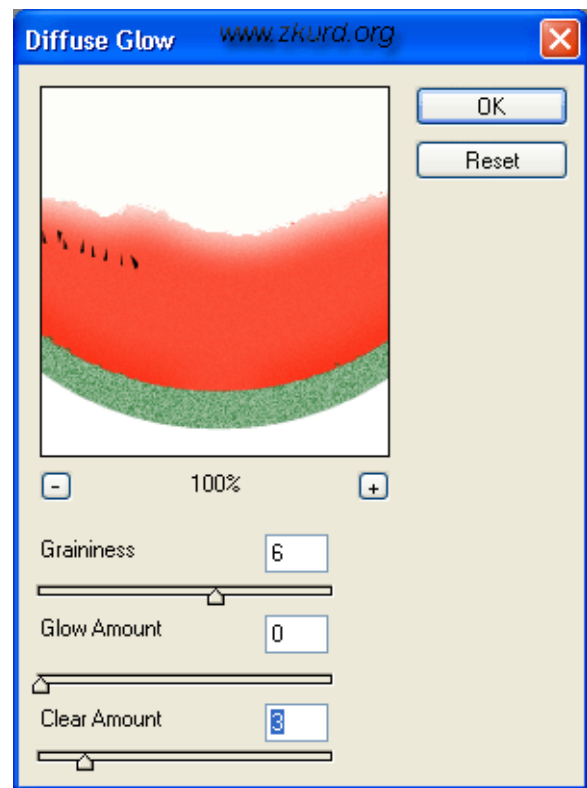 Diffuse Glow www.zkurd.org
OK
Reset
- 100% +
Graininess 6
Glow Amount 0
Clear Amount 3